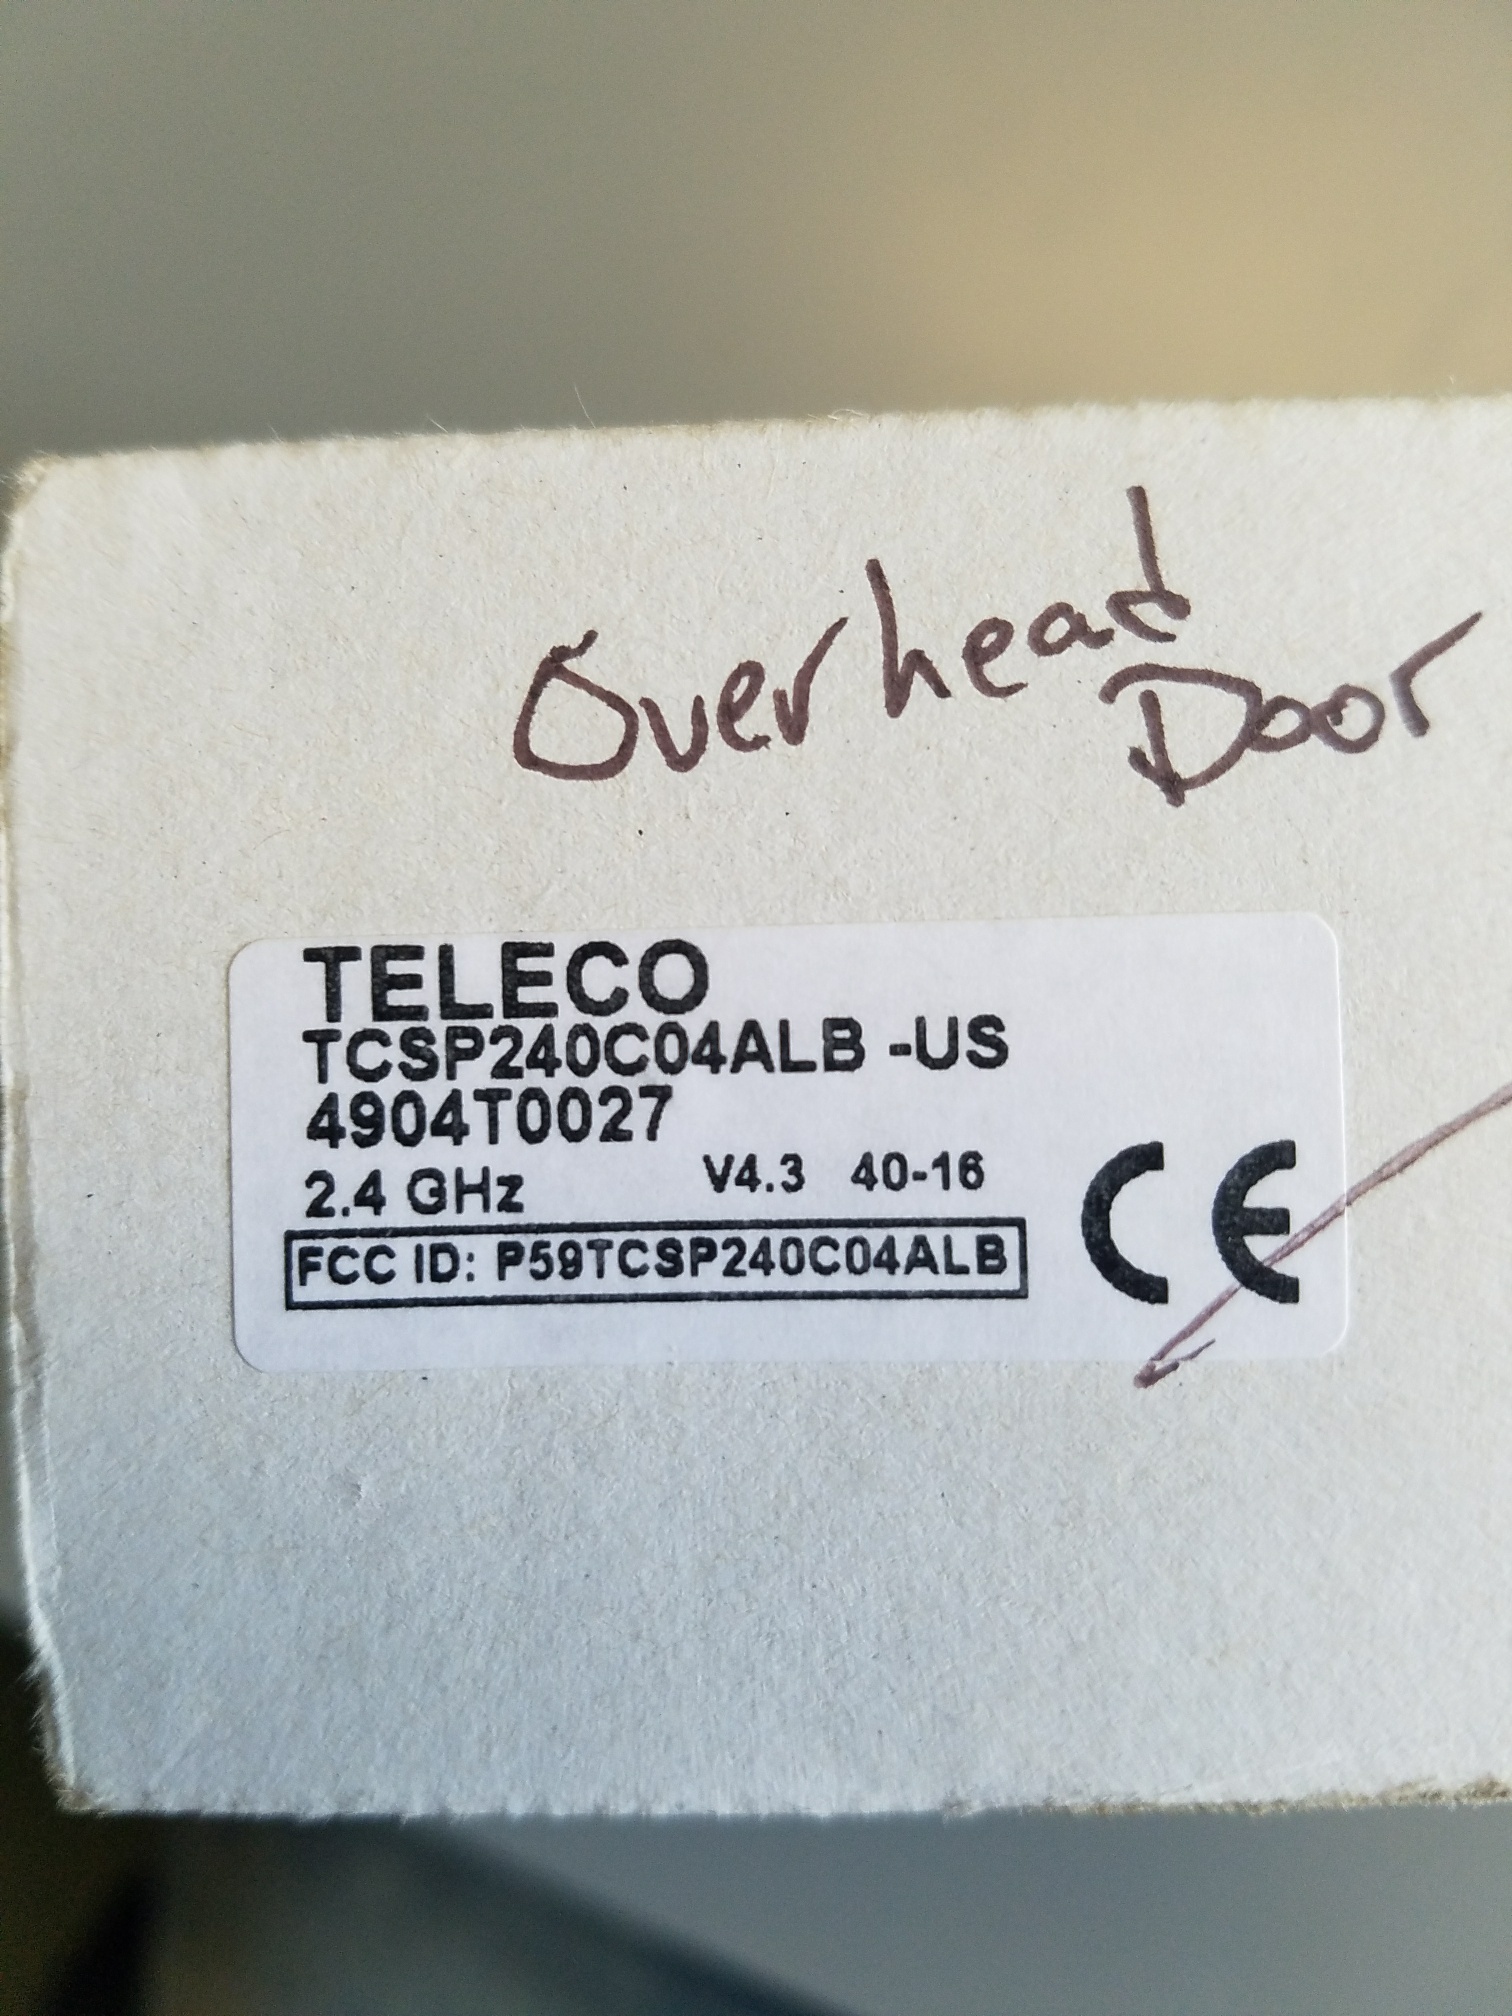 Overhead
Door
TELECO
TCSP240C04ALB -US
4904T0027
2.4 GHz V4.3 40-16
FCC ID: P59TCSP240C04ALB
CE